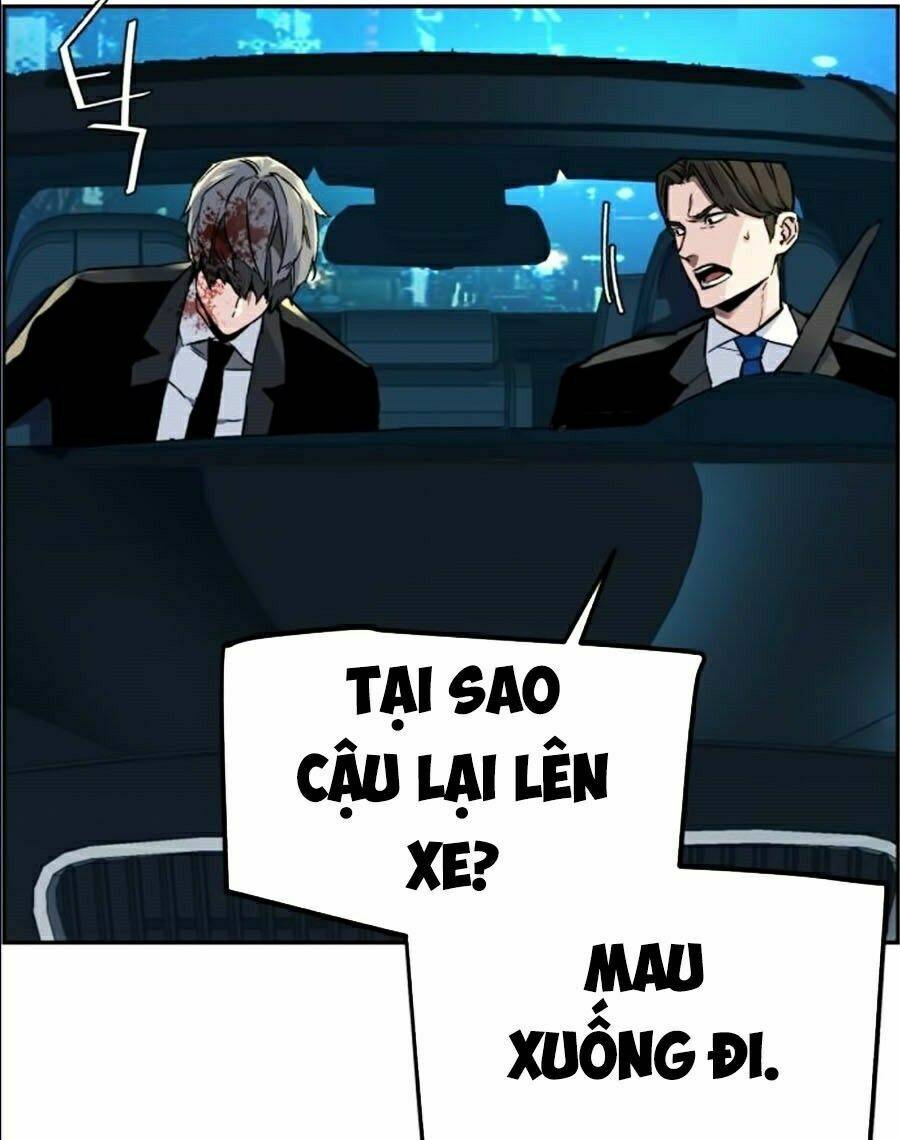 TẠI SAO
CẬU LẠI LÊN
XE?
MAU
XUỐNG ĐI.